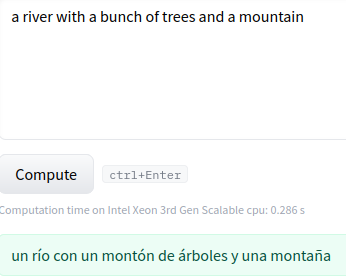 a river with a bunch of trees and a mountain
Compute
ctrl+Enter
Computation time on Intel Xeon 3rd Gen Scalable cpu: 0.286 s
un río con un montón de árboles y una montaña